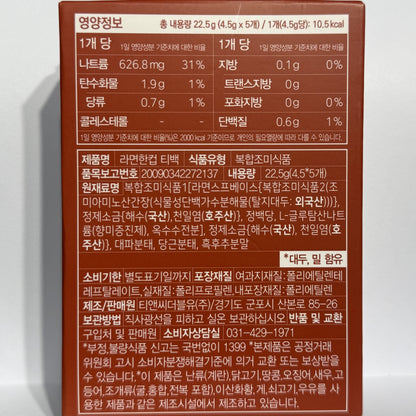 영양정보 총 내용량 22.5g (4.5g x 5개) / 1개(4.5g)당 : 10.5kcal
1개 당 1일 영양성분 기준치에 대한 비율 1개 당 1일 영양성분 기준치에 대한 비율
나트륨 626.8mg 31% 지방 0.1g 0%
탄수화물 1.9g 1% 트랜스지방 - 0%
당류 0.7g 1% 포화지방 - 0%
콜레스테롤 - - 단백질 0.6g 1%
1일 영양성분 기준치에 대한 비율(%)은 2000 kcal 기준이므로 개인의 필요열량에 따라 다를 수 있습니다.
제품명 라면한컵 티백 식품유형 복합조미식품
품목보고번호 20090342272137 내용량 22,5g(4,5*5개)
원재료명 복합조미식품1[라면스프베이스{복합조미식품2(조
미아미노산간장(식물성단백가수분해물(탈지대두: 외국산)))},
정제소금{해수(국산), 천일염(호주산)}, 정백당, L-글루탐산나트
륨(향미증진제), 옥수수전분], 정제소금{해수(국산), 천일염(호
주산)}, 대파분태, 당근분태, 흑후추분말
*대두, 밀 함유
소비기한 별도표기일까지 포장재질 여과지재질: 폴리에틸렌테
레프탈레이트, 실재질: 폴리프로필렌, 내포장재질: 폴리에틸렌
제조/판매원 티앤씨디더블유(주)/경기도 군포시 산본로 85-26
보관방법 직사광선을 피하고 실온 보관하십시오 반품 및 교환
구입처 및 판매원 소비자상담실 031-429-1971
*부정,불량식품 신고는 국번없이 1399 *본제품은 공정거래
위원회 고시 소비자분쟁해결기준에 의거 교환 또는 보상받을
수 있습니다. *이 제품은 난류(계란),닭고기,땅콩,오징어,새우,고
등어,조개류(굴,홍합,전복 포함),이산화황,게,쇠고기,우유를 사
용한 제품과 같은 제조시설에서 제조하고 있습니다.